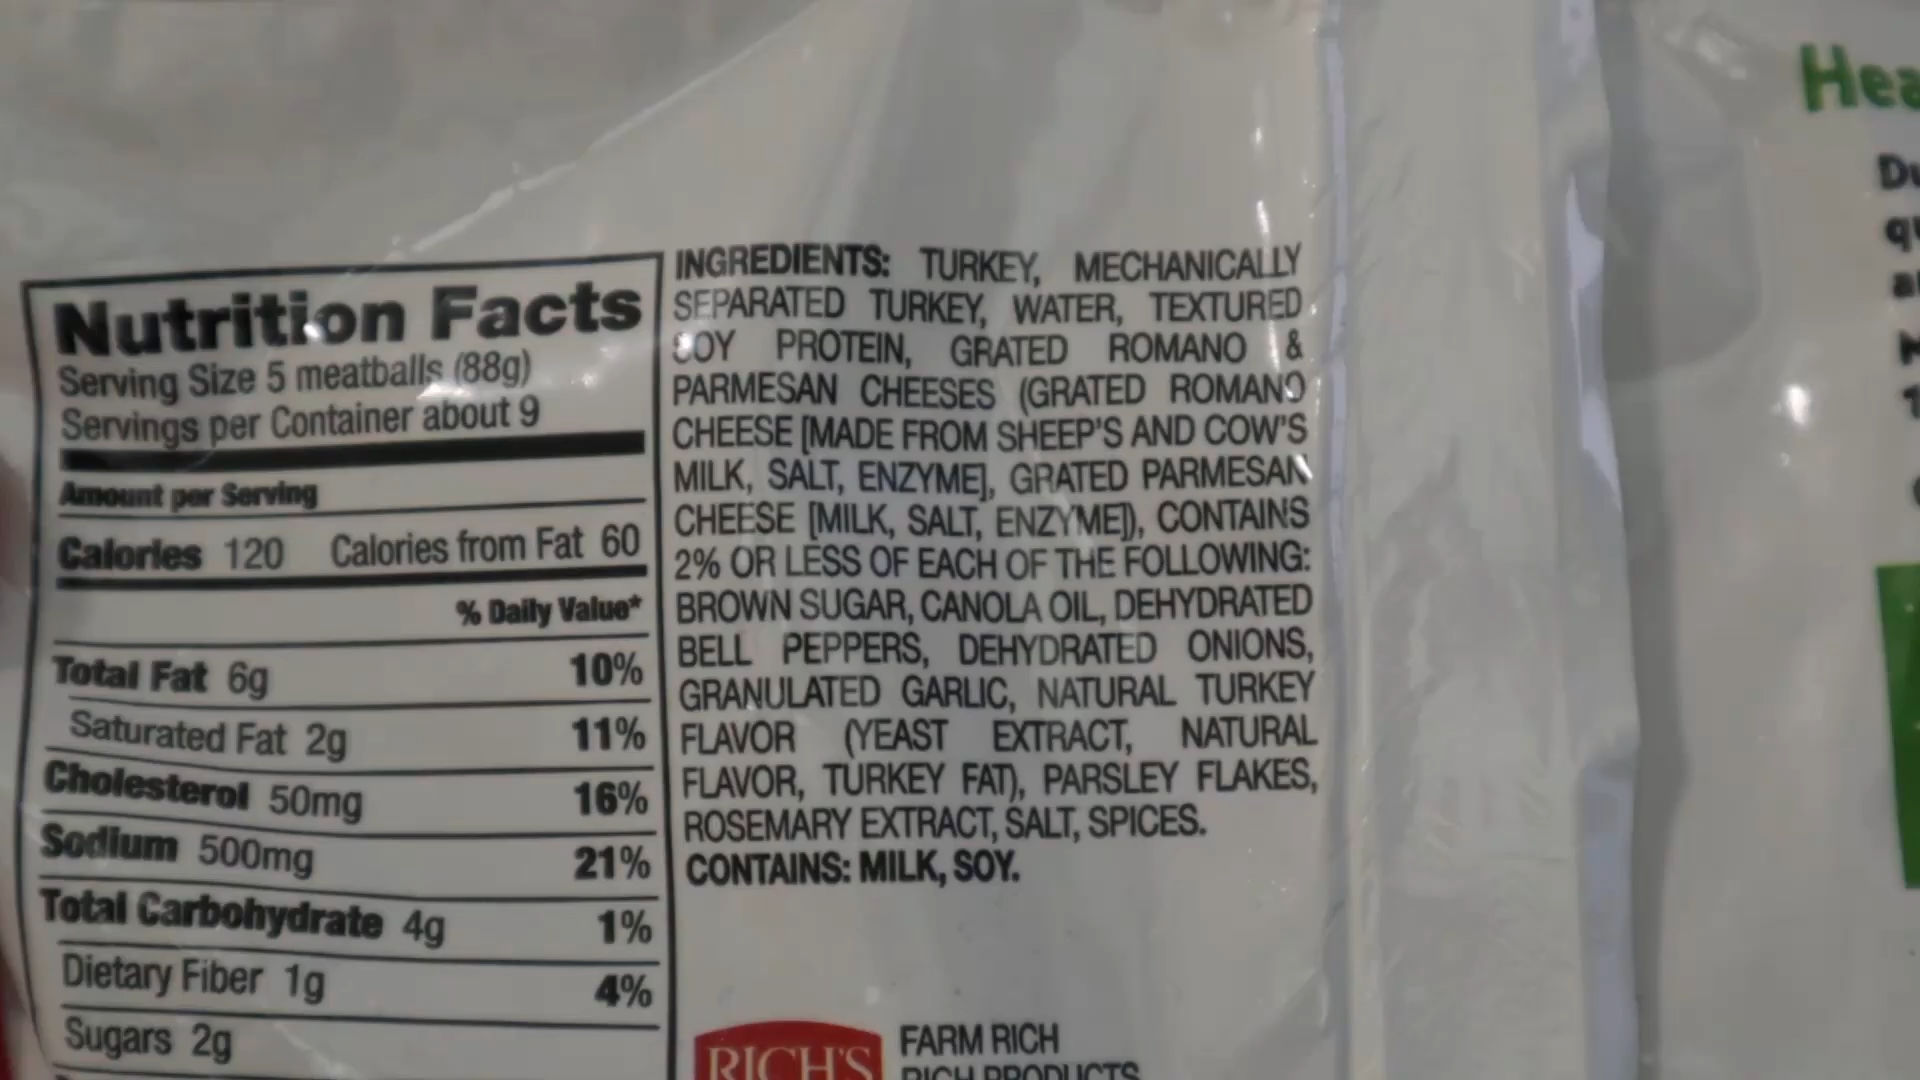 Nutrition Facts
Serving Size 5 meatballs (88g)
Servings per Container about 9
Amount per Serving
Calories 120 Calories from Fat 60
% Daily Value*
Total Fat 6g 10%
Saturated Fat 2g 11%
Cholesterol 50mg 16%
Sodium 500mg 21%
Total Carbohydrate 4g 1%
Dietary Fiber 1g 4%
Sugars 2g
INGREDIENTS: TURKEY, MECHANICALLY
SEPARATED TURKEY, WATER, TEXTURED
SOY PROTEIN, GRATED ROMANO &
PARMESAN CHEESES (GRATED ROMANO
CHEESE [MADE FROM SHEEP'S AND COW'S
MILK, SALT, ENZYME], GRATED PARMESAN
CHEESE [MILK, SALT, ENZYME]), CONTAINS
2% OR LESS OF EACH OF THE FOLLOWING:
BROWN SUGAR, CANOLA OIL, DEHYDRATED
BELL PEPPERS, DEHYDRATED ONIONS,
GRANULATED GARLIC, NATURAL TURKEY
FLAVOR (YEAST EXTRACT, NATURAL
FLAVOR, TURKEY FAT), PARSLEY FLAKES,
ROSEMARY EXTRACT, SALT, SPICES.
CONTAINS: MILK, SOY.
RICH'S
FARM RICH
RICH PRODUCTS
Hea
Du